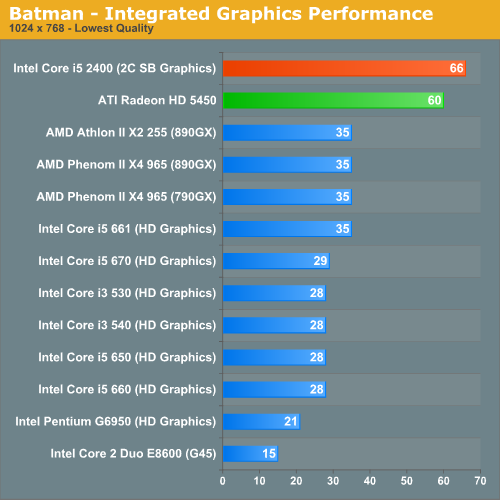 Batman - Integrated Graphics Performance
1024 x 768 - Lowest Quality
Intel Core i5 2400 (2C SB Graphics) 66
ATI Radeon HD 5450 60
AMD Athlon II X2 255 (890GX) 35
AMD Phenom II X4 965 (890GX) 35
AMD Phenom II X4 965 (790GX) 35
Intel Core i5 661 (HD Graphics) 35
Intel Core i5 670 (HD Graphics) 29
Intel Core i3 530 (HD Graphics) 28
Intel Core i3 540 (HD Graphics) 28
Intel Core i5 650 (HD Graphics) 28
Intel Core i5 660 (HD Graphics) 28
Intel Pentium G6950 (HD Graphics) 21
Intel Core 2 Duo E8600 (G45) 15
0 10 20 30 40 50 60 70